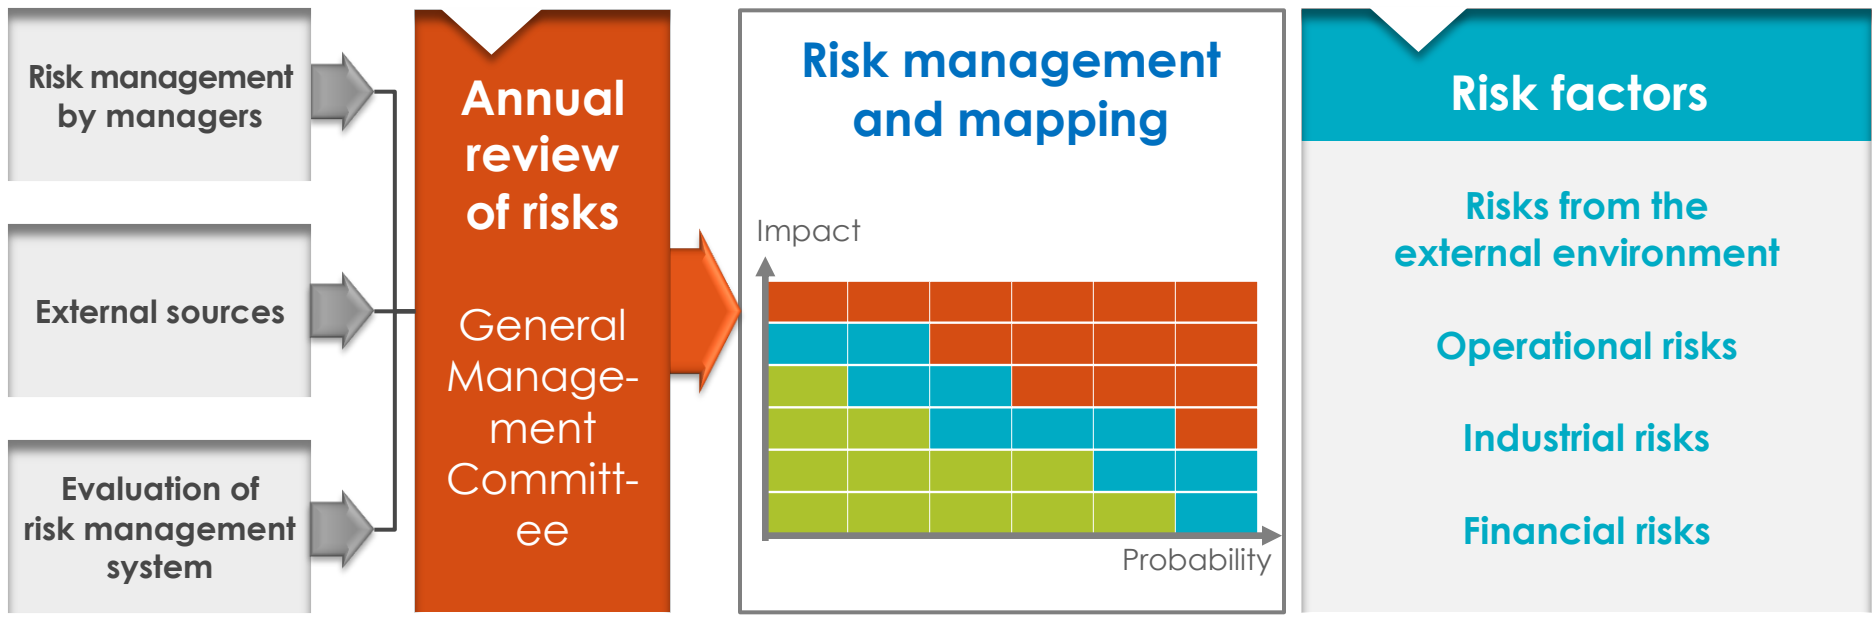 Risk management
by managers
External sources
Evaluation of
risk management
system
Annual
review
of risks
General
Manage-
ment
Committ-
ee
Risk management
and mapping
Impact
Probability
Risk factors
Risks from the
external environment
Operational risks
Industrial risks
Financial risks